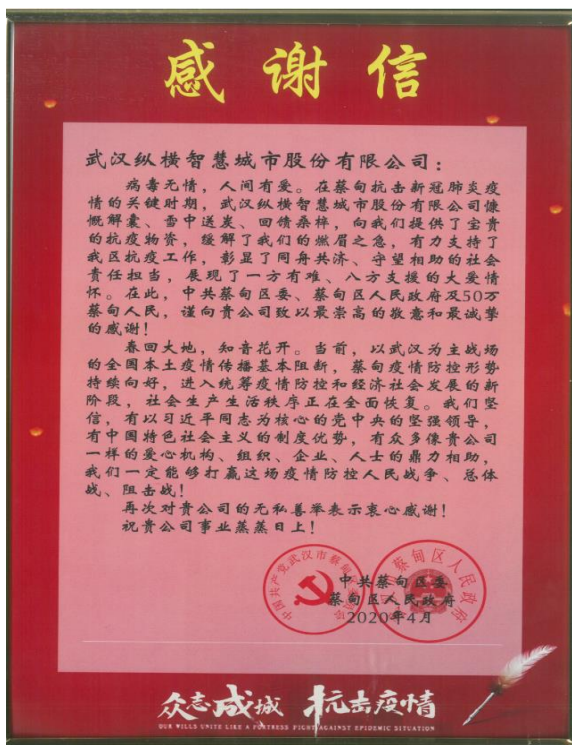 感谢信
武汉纵横智慧城市股份有限公司：
病毒无情，人间有爱。在蔡甸抗击新冠肺炎疫
情的关键时期，武汉纵横智慧城市股份有限公司慷
慨解囊、雪中送炭、回馈桑梓，向我们提供了宝贵
的抗疫物资，缓解了我们的燃眉之急，有力支持了
我区抗疫工作，彰显了同舟共济、守望相助的社会
责任担当，展现了一方有难、八方支援的大爱情
怀。在此，中共蔡甸区委、蔡甸区人民政府及50万
蔡甸人民，谨向贵公司致以最崇高的敬意和最诚挚
的感谢！
春回大地，知音花开。当前，以武汉为主战场
的全国本土疫情传播基本阻断，蔡甸疫情防控形势
持续向好，进入统筹疫情防控和经济社会发展的新
阶段，社会生产生活秩序正在全面恢复。我们坚
信，有以习近平同志为核心的党中央的坚强领导，
有中国特色社会主义的制度优势，有众多像贵公司
一样的爱心机构、组织、企业、人士的鼎力相助，
我们一定能够打赢这场疫情防控人民战争、总体
战、阻击战！
再次对贵公司的无私善举表示衷心感谢！
祝贵公司事业蒸蒸日上！
中共蔡甸区委
蔡甸区人民政府
2020年4月
中国共产党武汉市蔡甸
蔡甸区人民政府
众志成城 抗击疫情
OUR WILLS UNITE LIKE A FORTRESS FIGHT AGAINST EPIDEMIC SITUATION